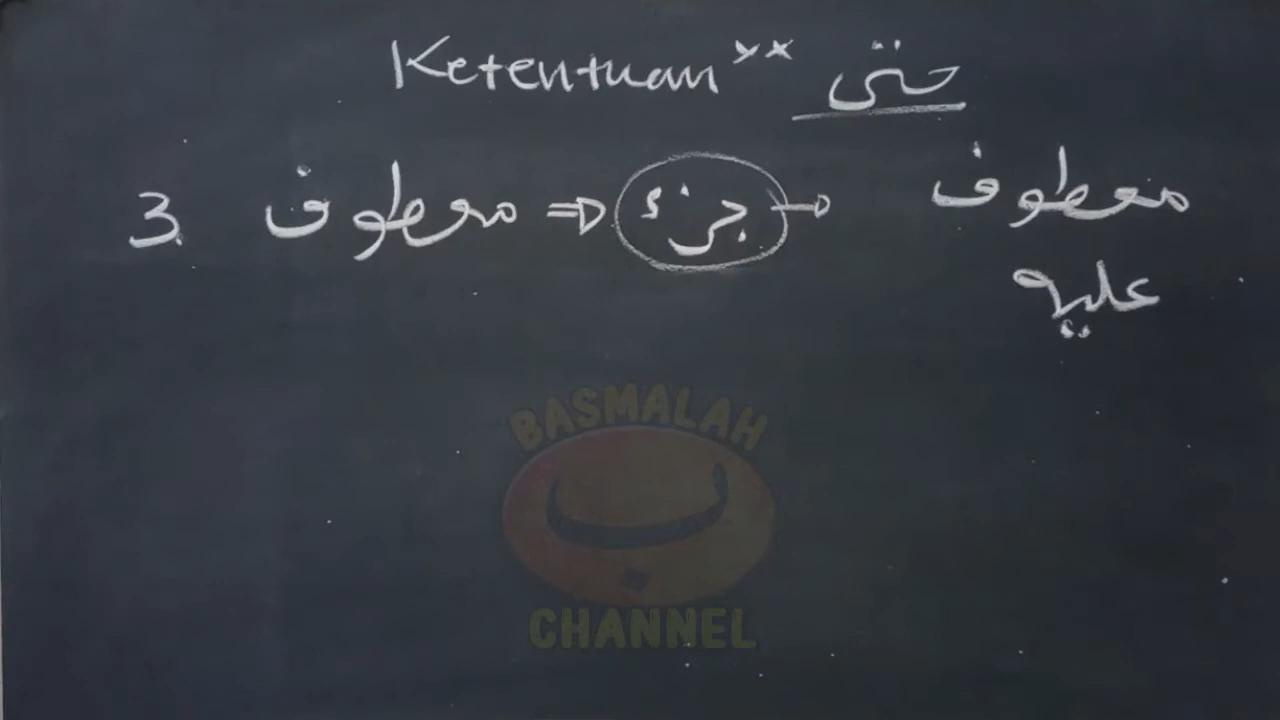 Ketentuan" حتى
3. معطوف ⇒ جزء → معطوف
عليه
BASMALAH
ب
CHANNEL